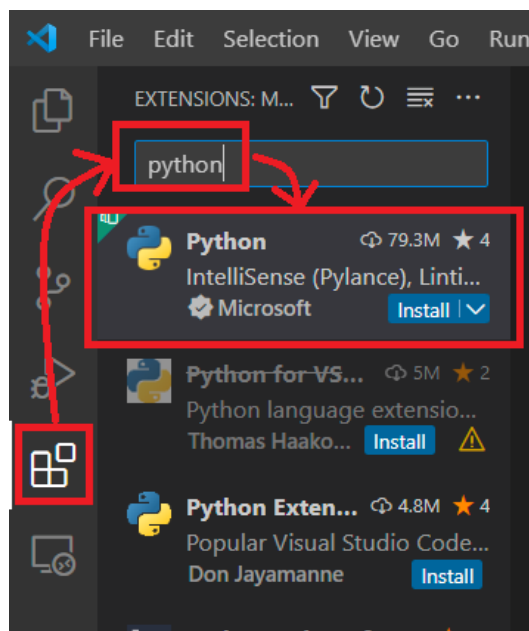 File Edit Selection View Go Run
EXTENSIONS: M...
python
Python 79.3M 4
IntelliSense (Pylance), Linti...
Microsoft Install
Python for VS... 5M 2
Python language extensio...
Thomas Haako... Install
Python Exten... 4.8M 4
Popular Visual Studio Code...
Don Jayamanne Install